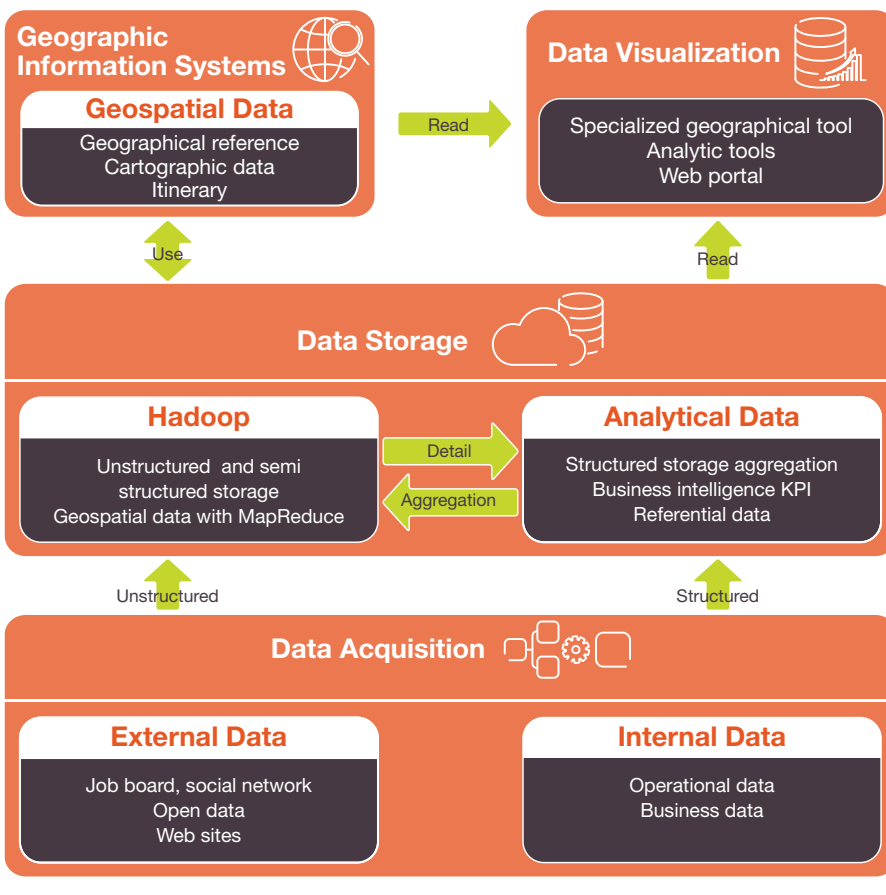 Geographic
Information Systems
Geospatial Data
Geographical reference
Cartographic data
Itinerary
Read
Data Visualization
Specialized geographical tool
Analytic tools
Web portal
Use
Read
Data Storage
Hadoop
Unstructured and semi
structured storage
Geospatial data with MapReduce
Detail
Aggregation
Analytical Data
Structured storage aggregation
Business intelligence KPI
Referential data
Unstructured
Structured
Data Acquisition
External Data
Job board, social network
Open data
Web sites
Internal Data
Operational data
Business data